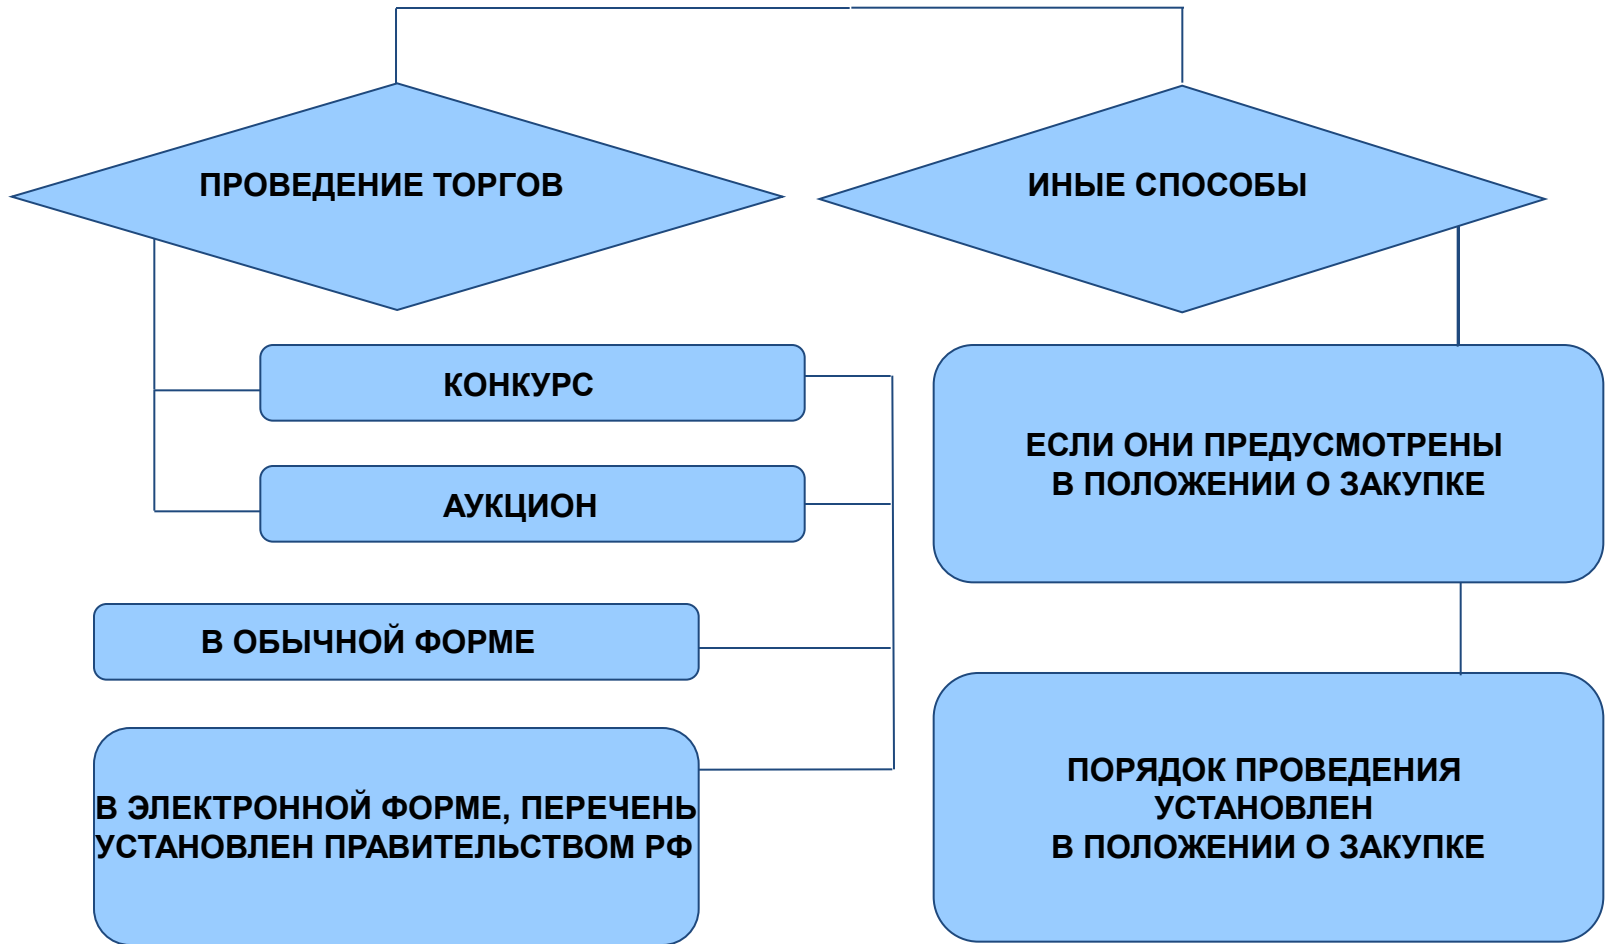 ПРОВЕДЕНИЕ ТОРГОВ
ИНЫЕ СПОСОБЫ
КОНКУРС
АУКЦИОН
В ОБЫЧНОЙ ФОРМЕ
В ЭЛЕКТРОННОЙ ФОРМЕ, ПЕРЕЧЕНЬ
УСТАНОВЛЕН ПРАВИТЕЛЬСТВОМ РФ
ЕСЛИ ОНИ ПРЕДУСМОТРЕНЫ
В ПОЛОЖЕНИИ О ЗАКУПКЕ
ПОРЯДОК ПРОВЕДЕНИЯ
УСТАНОВЛЕН
В ПОЛОЖЕНИИ О ЗАКУПКЕ